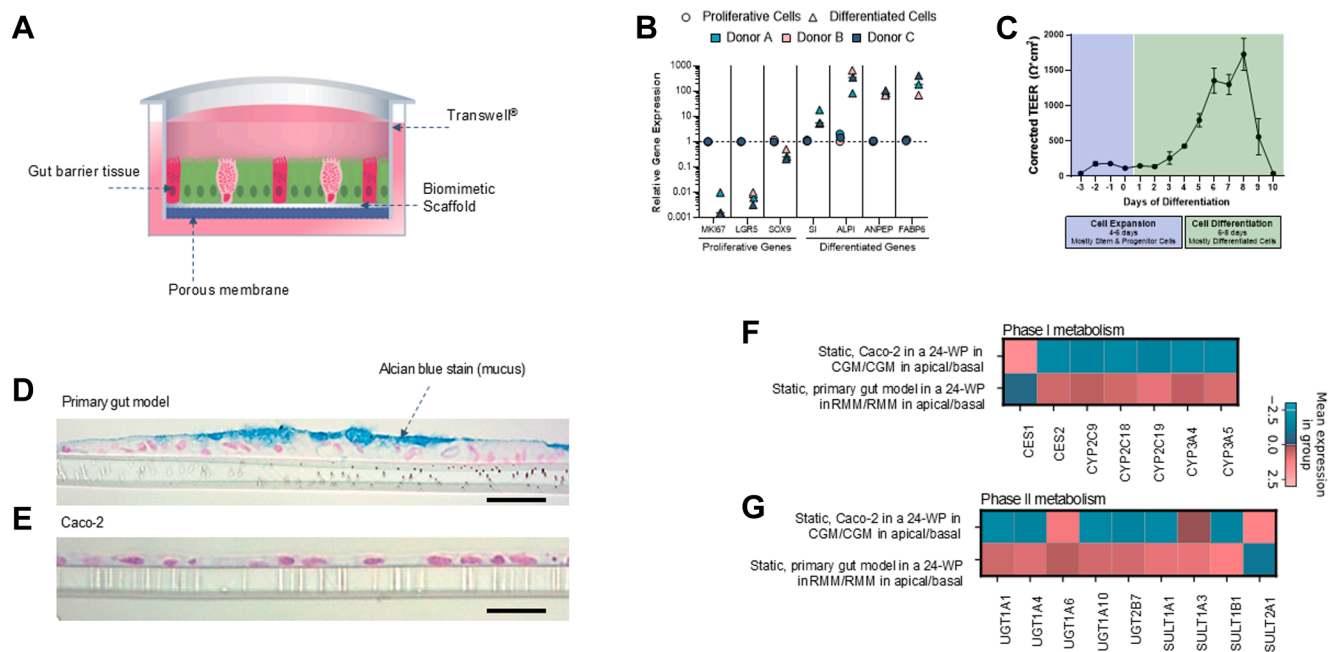 A
Transwell®
Gut barrier tissue
Biomimetic
Scaffold
Porous membrane
B
Proliferative Cells
Differentiated Cells
Donor A
Donor B
Donor C
Relative Gene Expression
1000
100
10
1
0.1
0.01
0.001
MKI67
LGR5
SOX9
SI
ALPI
ANPEP
FABP6
Proliferative Genes
Differentiated Genes
C
Corrected TEER (Ω*cm²)
2000
1500
1000
500
0
-3
-2
-1
0
1
2
3
4
5
6
7
8
9
10
Days of Differentiation
Cell Expansion
4-6 days
Mostly Stem & Progenitor Cells
Cell Differentiation
6-8 days
Mostly Differentiated Cells
D
Primary gut model
Alcian blue stain (mucus)
E
Caco-2
F
Phase I metabolism
Static, Caco-2 in a 24-WP in
CGM/CGM in apical/basal
Static, primary gut model in a 24-WP
in RMM/RMM in apical/basal
CES1
CES2
CYP2C9
CYP2C18
CYP2C19
CYP3A4
CYP3A5
−2.5
0.0
2.5
Mean expression
in group
G
Phase II metabolism
Static, Caco-2 in a 24-WP in
CGM/CGM in apical/basal
Static, primary gut model in a 24-WP
in RMM/RMM in apical/basal
UGT1A1
UGT1A4
UGT1A6
UGT1A10
UGT2B7
SULT1A1
SULT1A3
SULT1B1
SULT2A1